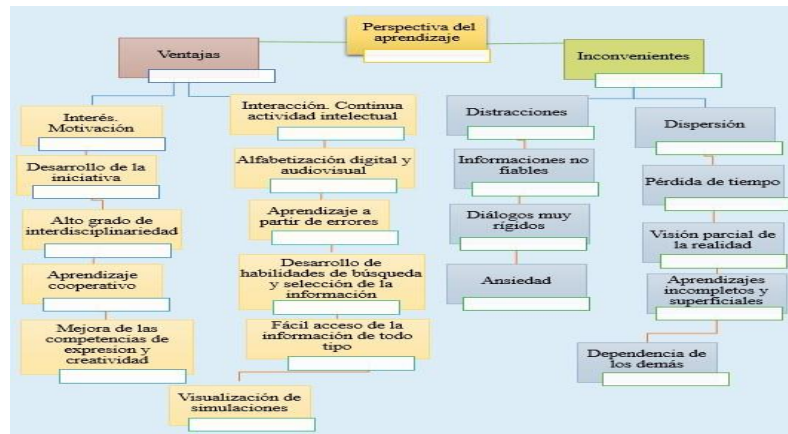 Perspectiva del
aprendizaje
Ventajas
Inconvenientes
Interés.
Motivación
Desarrollo de la
iniciativa
Alto grado de
interdisciplinariedad
Aprendizaje
cooperativo
Mejora de las
competencias de
expresion y
creatividad
Interacción. Continua
actividad intelectual
Alfabetización digital y
audiovisual
Aprendizaje a
partir de errores
Desarrollo de
habilidades de búsqueda
y selección de la
información
Fácil acceso de la
información de todo
tipo
Visualización de
simulaciones
Distracciones
Informaciones no
fiables
Diálogos muy
rígidos
Ansiedad
Dispersión
Pérdida de tiempo
Visión parcial de
la realidad
Aprendizajes
incompletos y
superficiales
Dependencia de
los demás